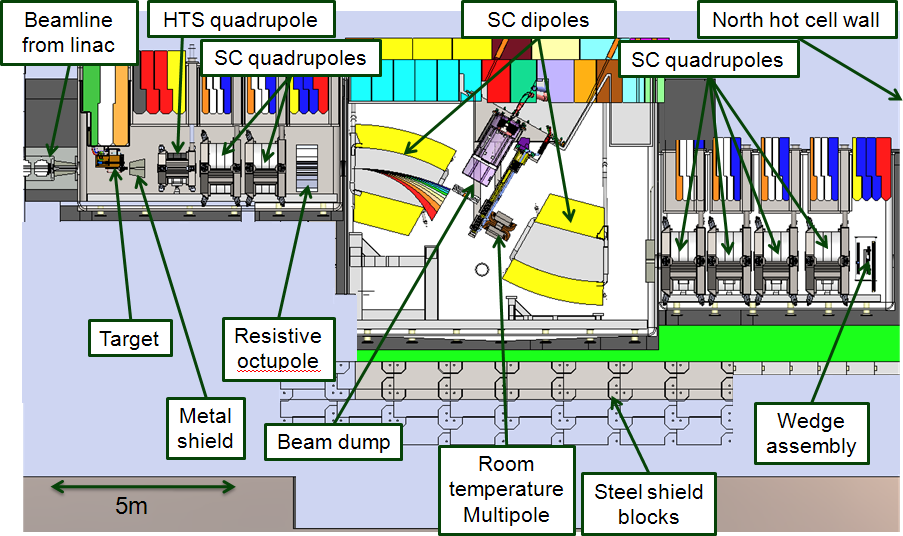 Beamline
from linac
HTS quadrupole
SC quadrupoles
SC dipoles
North hot cell wall
SC quadrupoles
Target
Resistive
octupole
Metal
shield
Beam dump
Room
temperature
Multipole
Steel shield
blocks
Wedge
assembly
5m